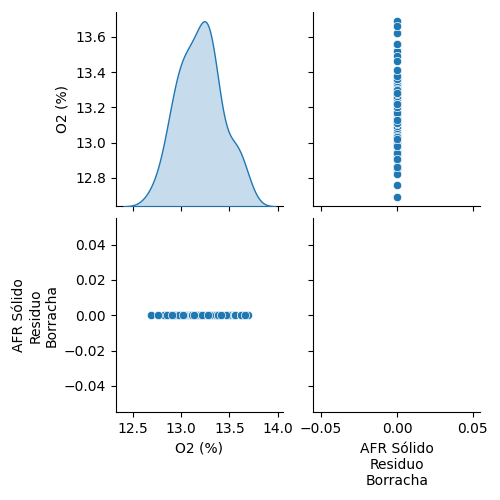 13.6
13.4
13.2
13.0
12.8
O2 (%)
0.04
0.02
0.00
−0.02
−0.04
AFR Sólido
Residuo
Borracha
12.5 13.0 13.5 14.0
O2 (%)
−0.05 0.00 0.05
AFR Sólido
Residuo
Borracha